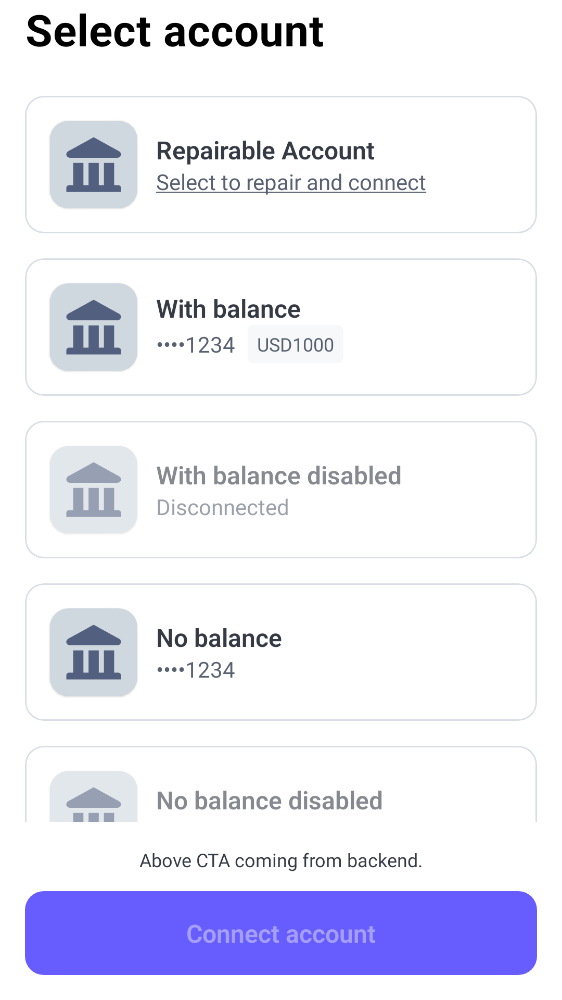 Select account
Repairable Account
Select to repair and connect
With balance
••••1234 USD1000
With balance disabled
Disconnected
No balance
••••1234
No balance disabled
Above CTA coming from backend.
Connect account